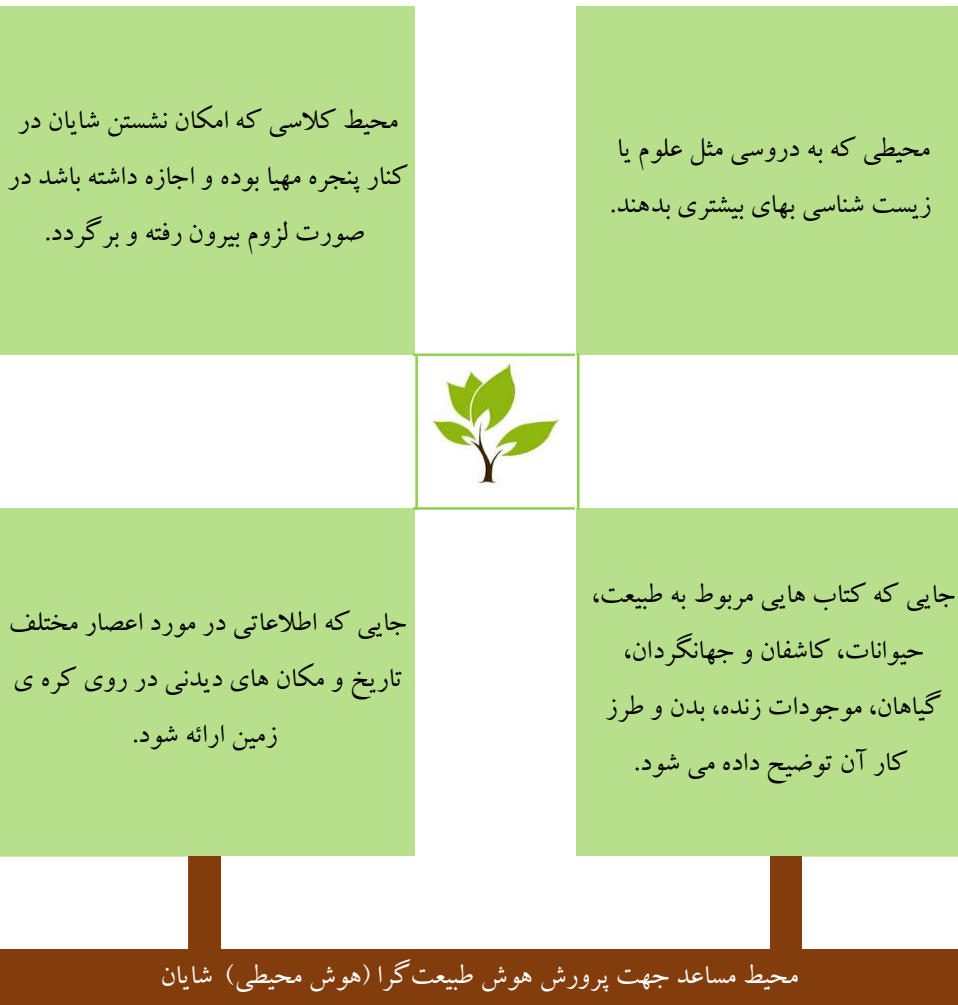 محیطی که به دروسی مثل علوم یا
زیست شناسی بهای بیشتری بدهند.
محیط کلاسی که امکان نشستن شایان در
کنار پنجره مهیا بوده و اجازه داشته باشد در
صورت لزوم بیرون رفته و برگردد.
جایی که کتاب هایی مربوط به طبیعت،
حیوانات، کاشفان و جهانگردان،
گیاهان، موجودات زنده، بدن و طرز
کار آن توضیح داده می شود.
جایی که اطلاعاتی در مورد اعصار مختلف
تاریخ و مکان های دیدنی در روی کره ی
زمین ارائه شود.
محیط مساعد جهت پرورش هوش طبیعت گرا (هوش محیطی) شایان